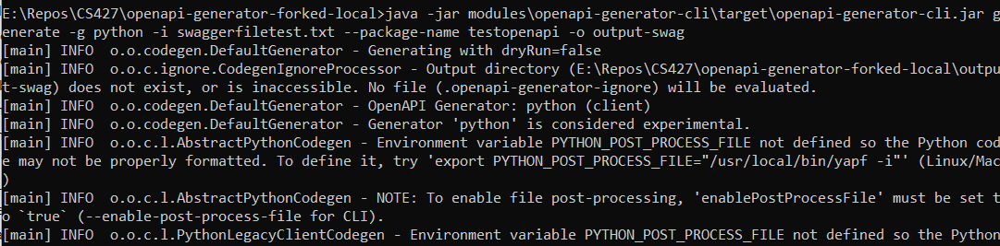 E:\Repos\CS427\openapi-generator-forked-local>java -jar modules\openapi-generator-cli\target\openapi-generator-cli.jar g
enerate -g python -i swaggerfiletest.txt --package-name testopenapi -o output-swag
[main] INFO  o.o.codegen.DefaultGenerator - Generating with dryRun=false
[main] INFO  o.o.c.ignore.CodegenIgnoreProcessor - Output directory (E:\Repos\CS427\openapi-generator-forked-local\outpu
t-swag) does not exist, or is inaccessible. No file (.openapi-generator-ignore) will be evaluated.
[main] INFO  o.o.codegen.DefaultGenerator - OpenAPI Generator: python (client)
[main] INFO  o.o.codegen.DefaultGenerator - Generator 'python' is considered experimental.
[main] INFO  o.o.c.l.AbstractPythonCodegen - Environment variable PYTHON_POST_PROCESS_FILE not defined so the Python cod
e may not be properly formatted. To define it, try 'export PYTHON_POST_PROCESS_FILE="/usr/local/bin/yapf -i"' (Linux/Mac
)
[main] INFO  o.o.c.l.AbstractPythonCodegen - NOTE: To enable file post-processing, 'enablePostProcessFile' must be set t
o `true` (--enable-post-process-file for CLI).
[main] INFO  o.o.c.l.PythonLegacyClientCodegen - Environment variable PYTHON_POST_PROCESS_FILE not defined so the Python